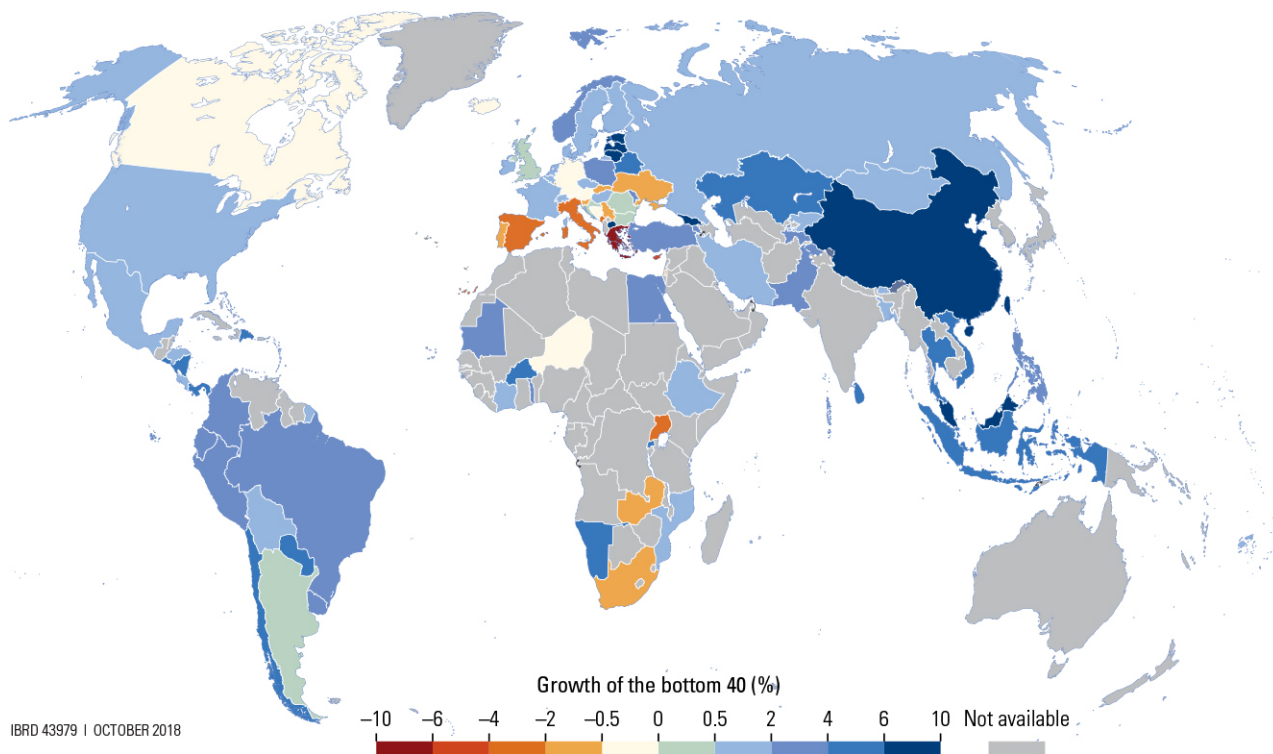 Growth of the bottom 40 (%)
–10 –6 –4 –2 –0.5 0 0.5 2 4 6 10 Not available
IBRD 43979 | OCTOBER 2018